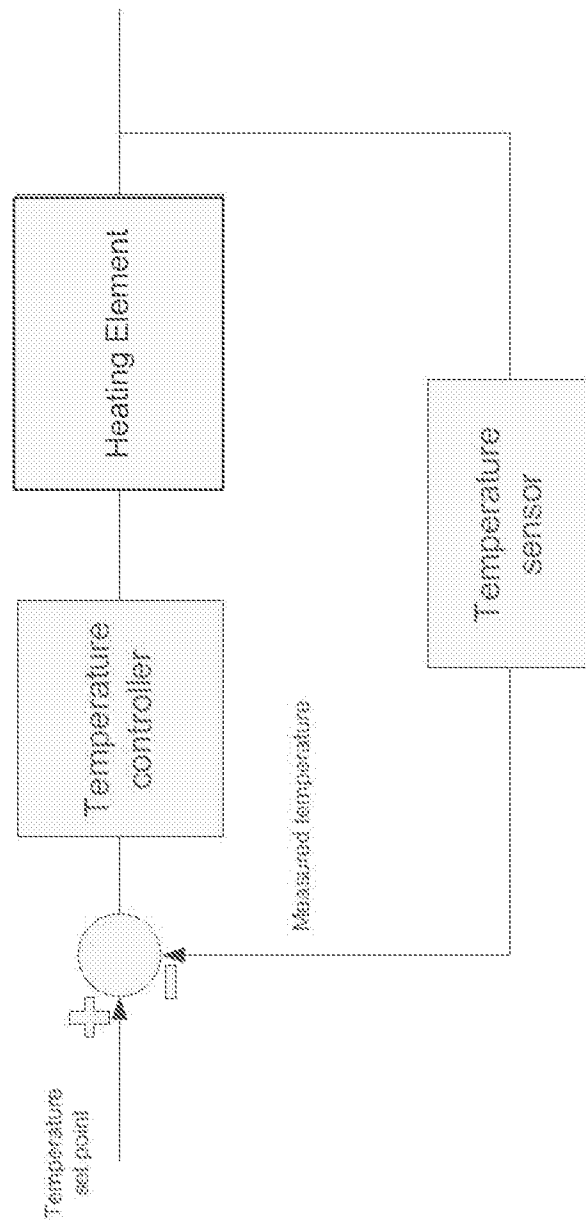 Temperature
set point
Temperature
controller
Heating Element
Measured temperature
Temperature
sensor